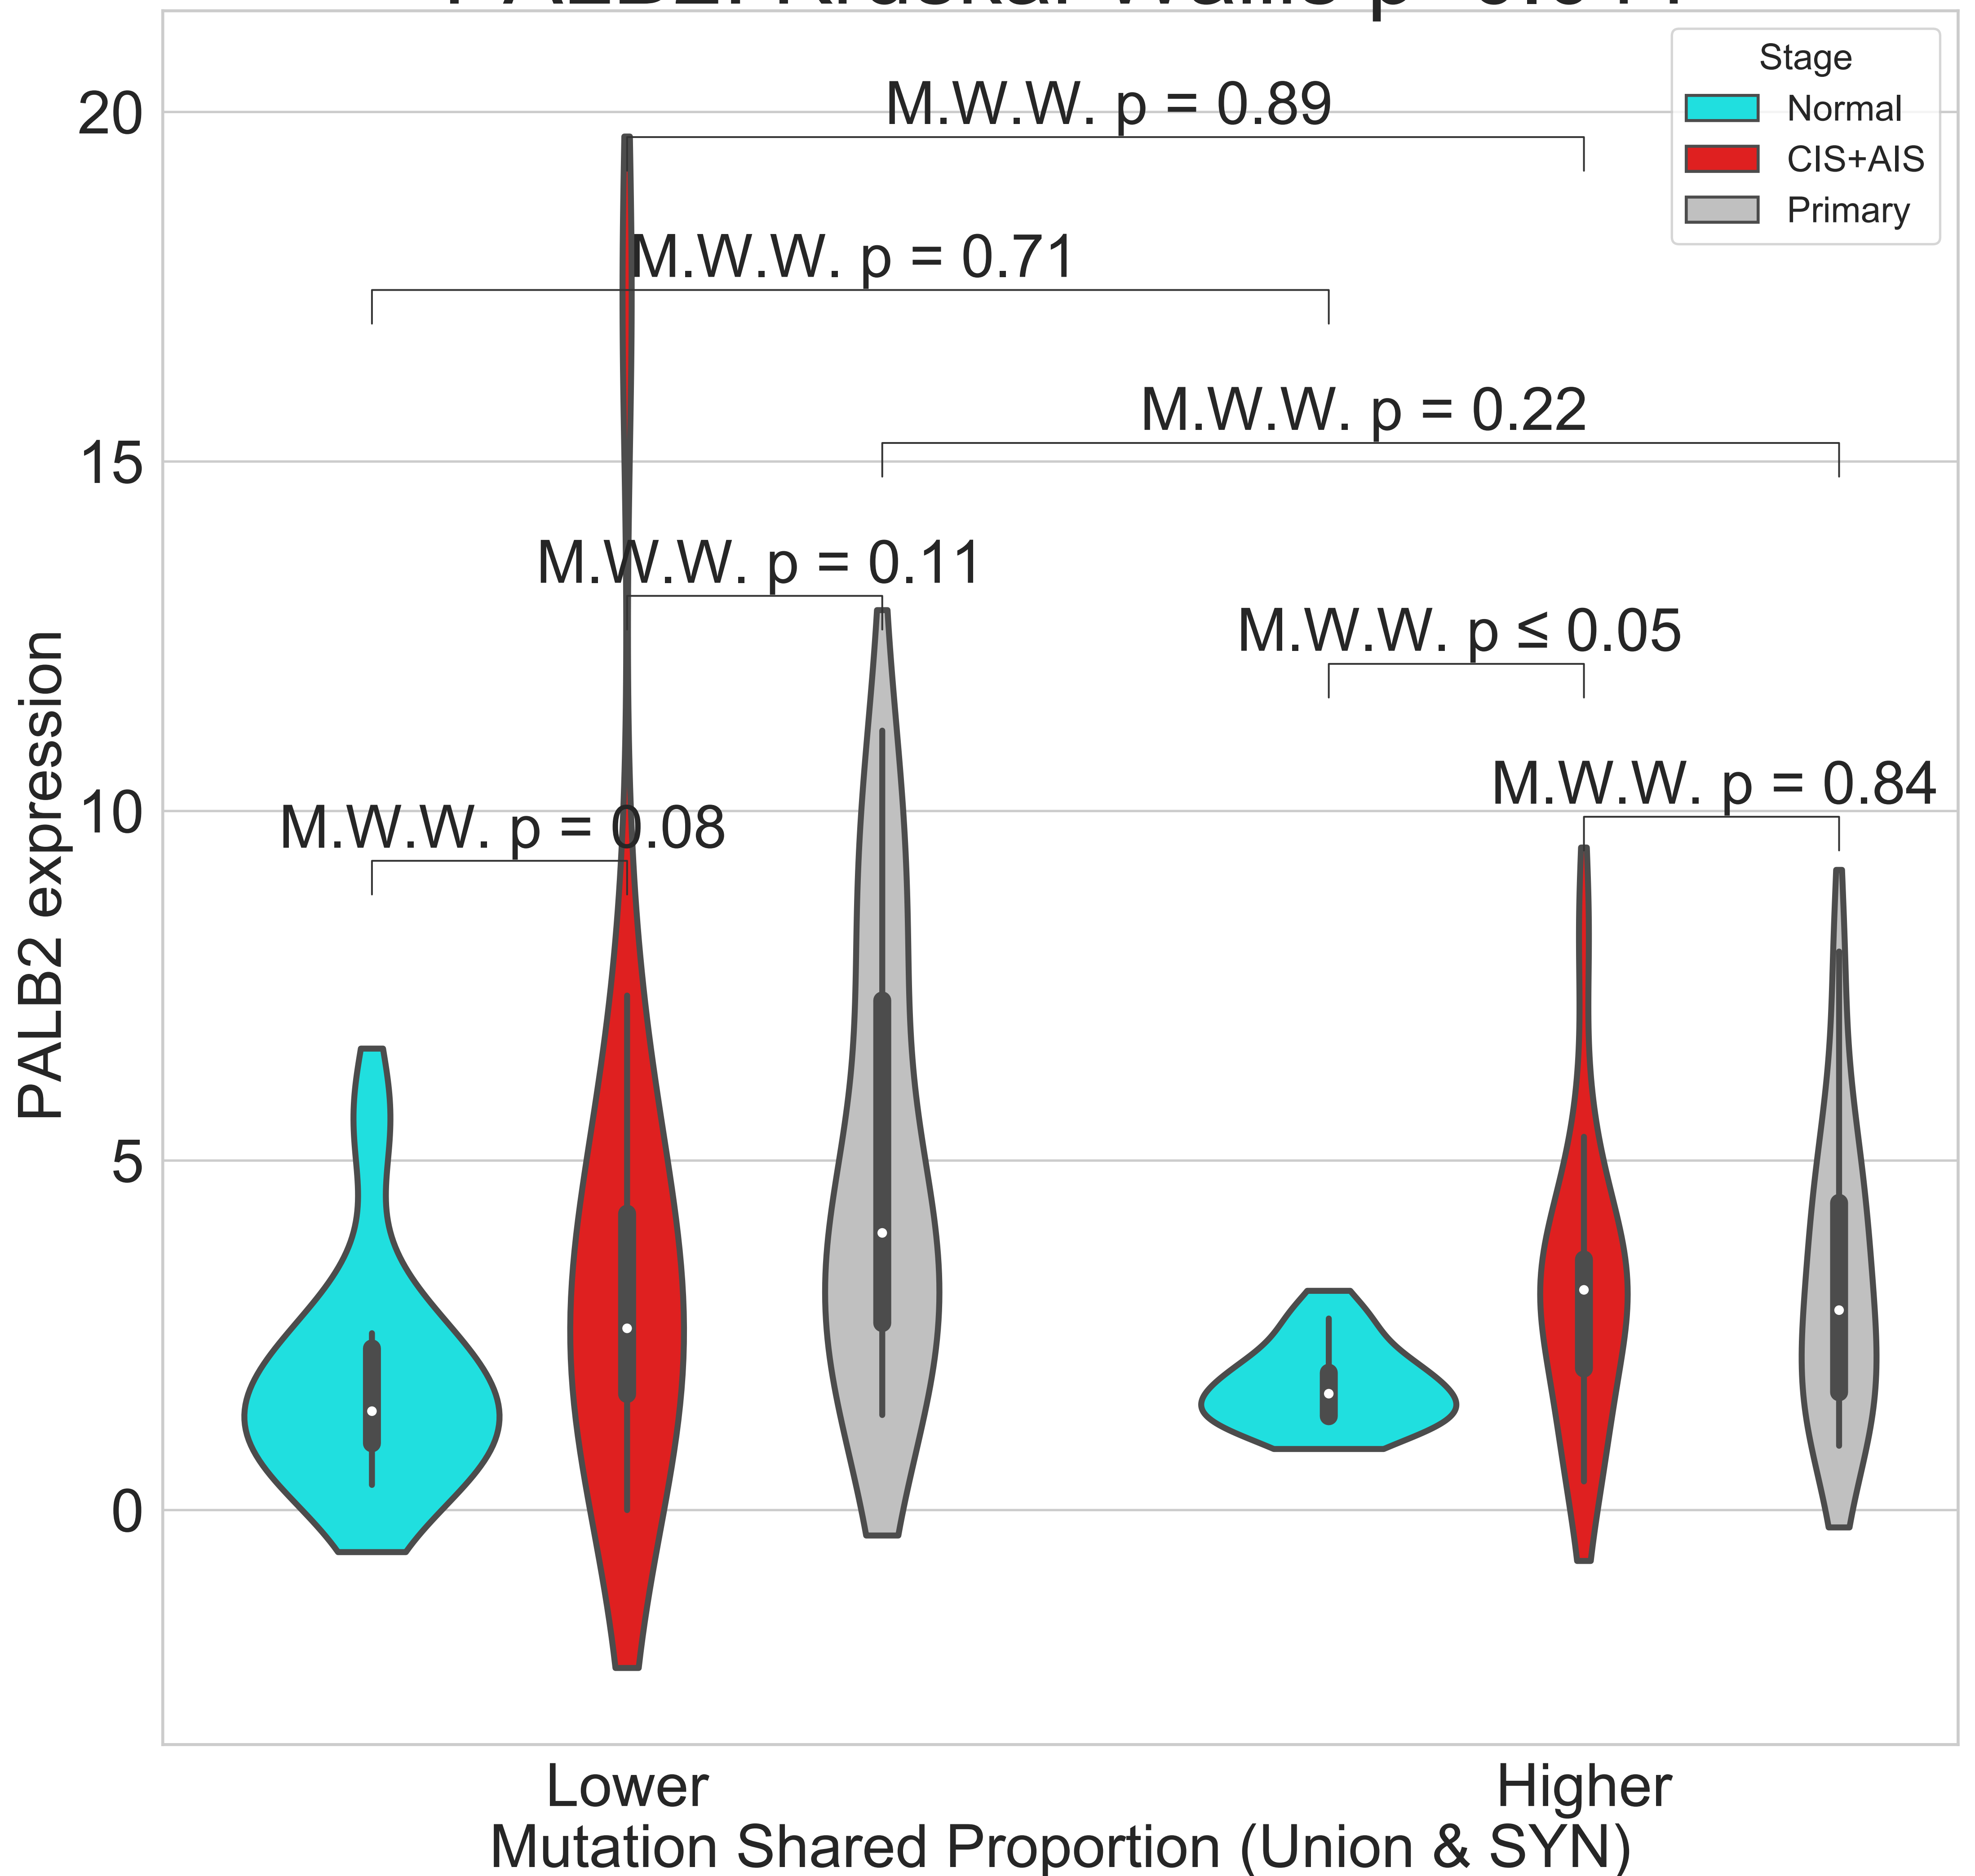 Stage
Normal
CIS+AIS
Primary
M.W.W. p = 0.89
M.W.W. p = 0.71
M.W.W. p = 0.22
M.W.W. p = 0.11
M.W.W. p ≤ 0.05
M.W.W. p = 0.84
M.W.W. p = 0.08
20
15
10
5
0
PALB2 expression
Lower
Higher
Mutation Shared Proportion (Union & SYN)